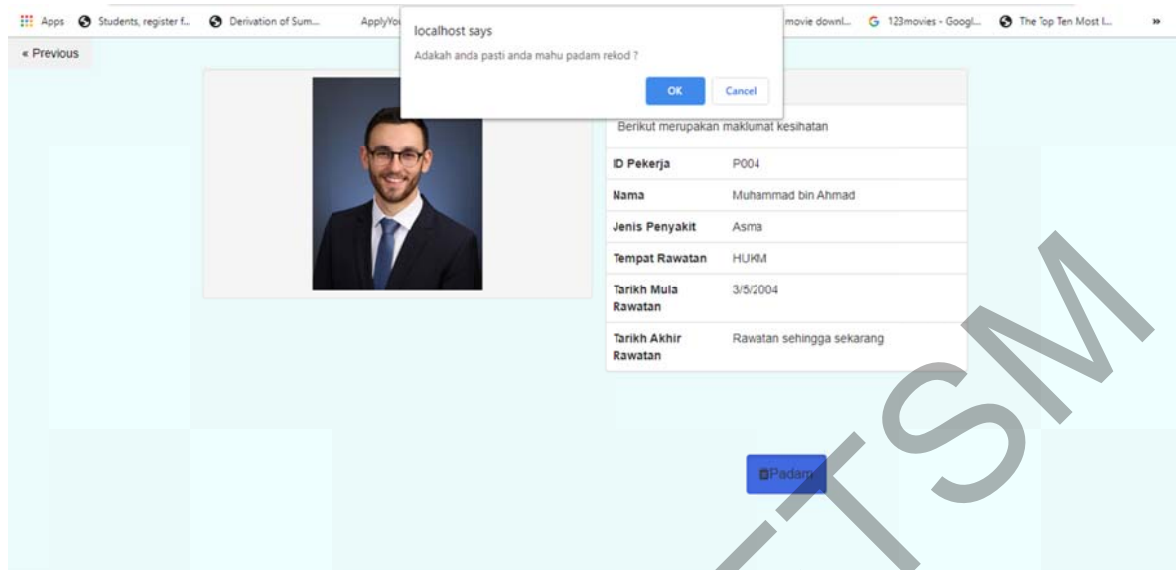 Apps Students, register f... Derivation of Sum... movie downl... 123movies - Googl... The Top Ten Most I... »
« Previous
localhost says
Adakah anda pasti anda mahu padam rekod ?
OK Cancel
Berikut merupakan maklumat kesihatan
ID Pekerja P004
Nama Muhammad bin Ahmad
Jenis Penyakit Asma
Tempat Rawatan HUKM
Tarikh Mula 3/5/2004
Rawatan
Tarikh Akhir Rawatan sehingga sekarang
Rawatan
Padam